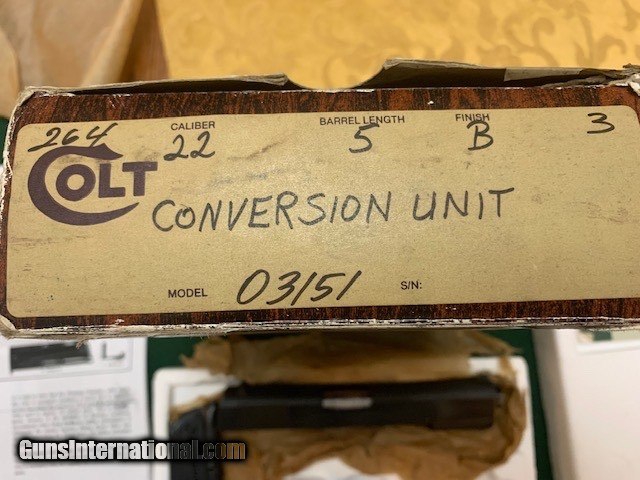 264
COLT
CALIBER BARREL LENGTH FINISH
22 5 B 3
CONVERSION UNIT
MODEL 03151 S/N:
GunsInternational.com